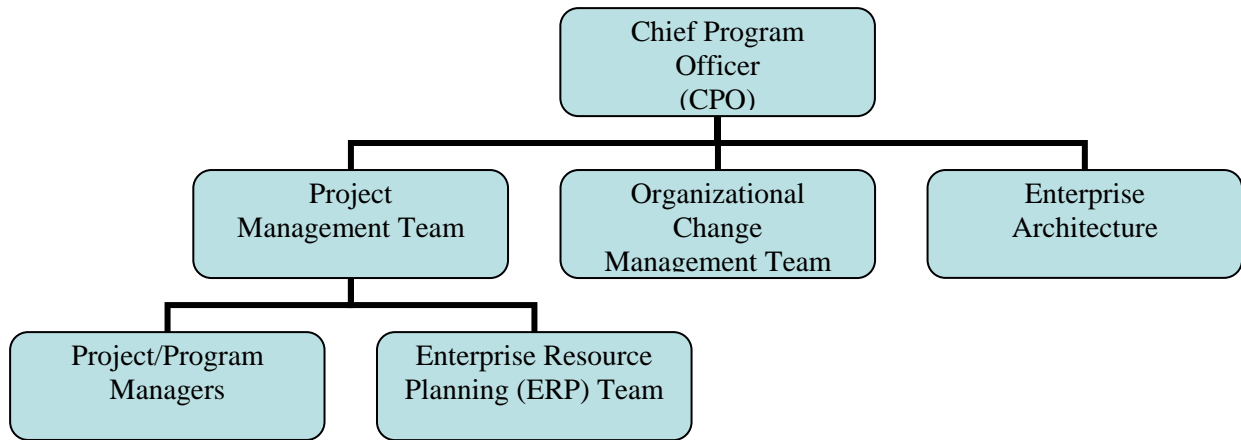 Chief Program
Officer
(CPO)
Project
Management Team
Organizational
Change
Management Team
Enterprise
Architecture
Project/Program
Managers
Enterprise Resource
Planning (ERP) Team